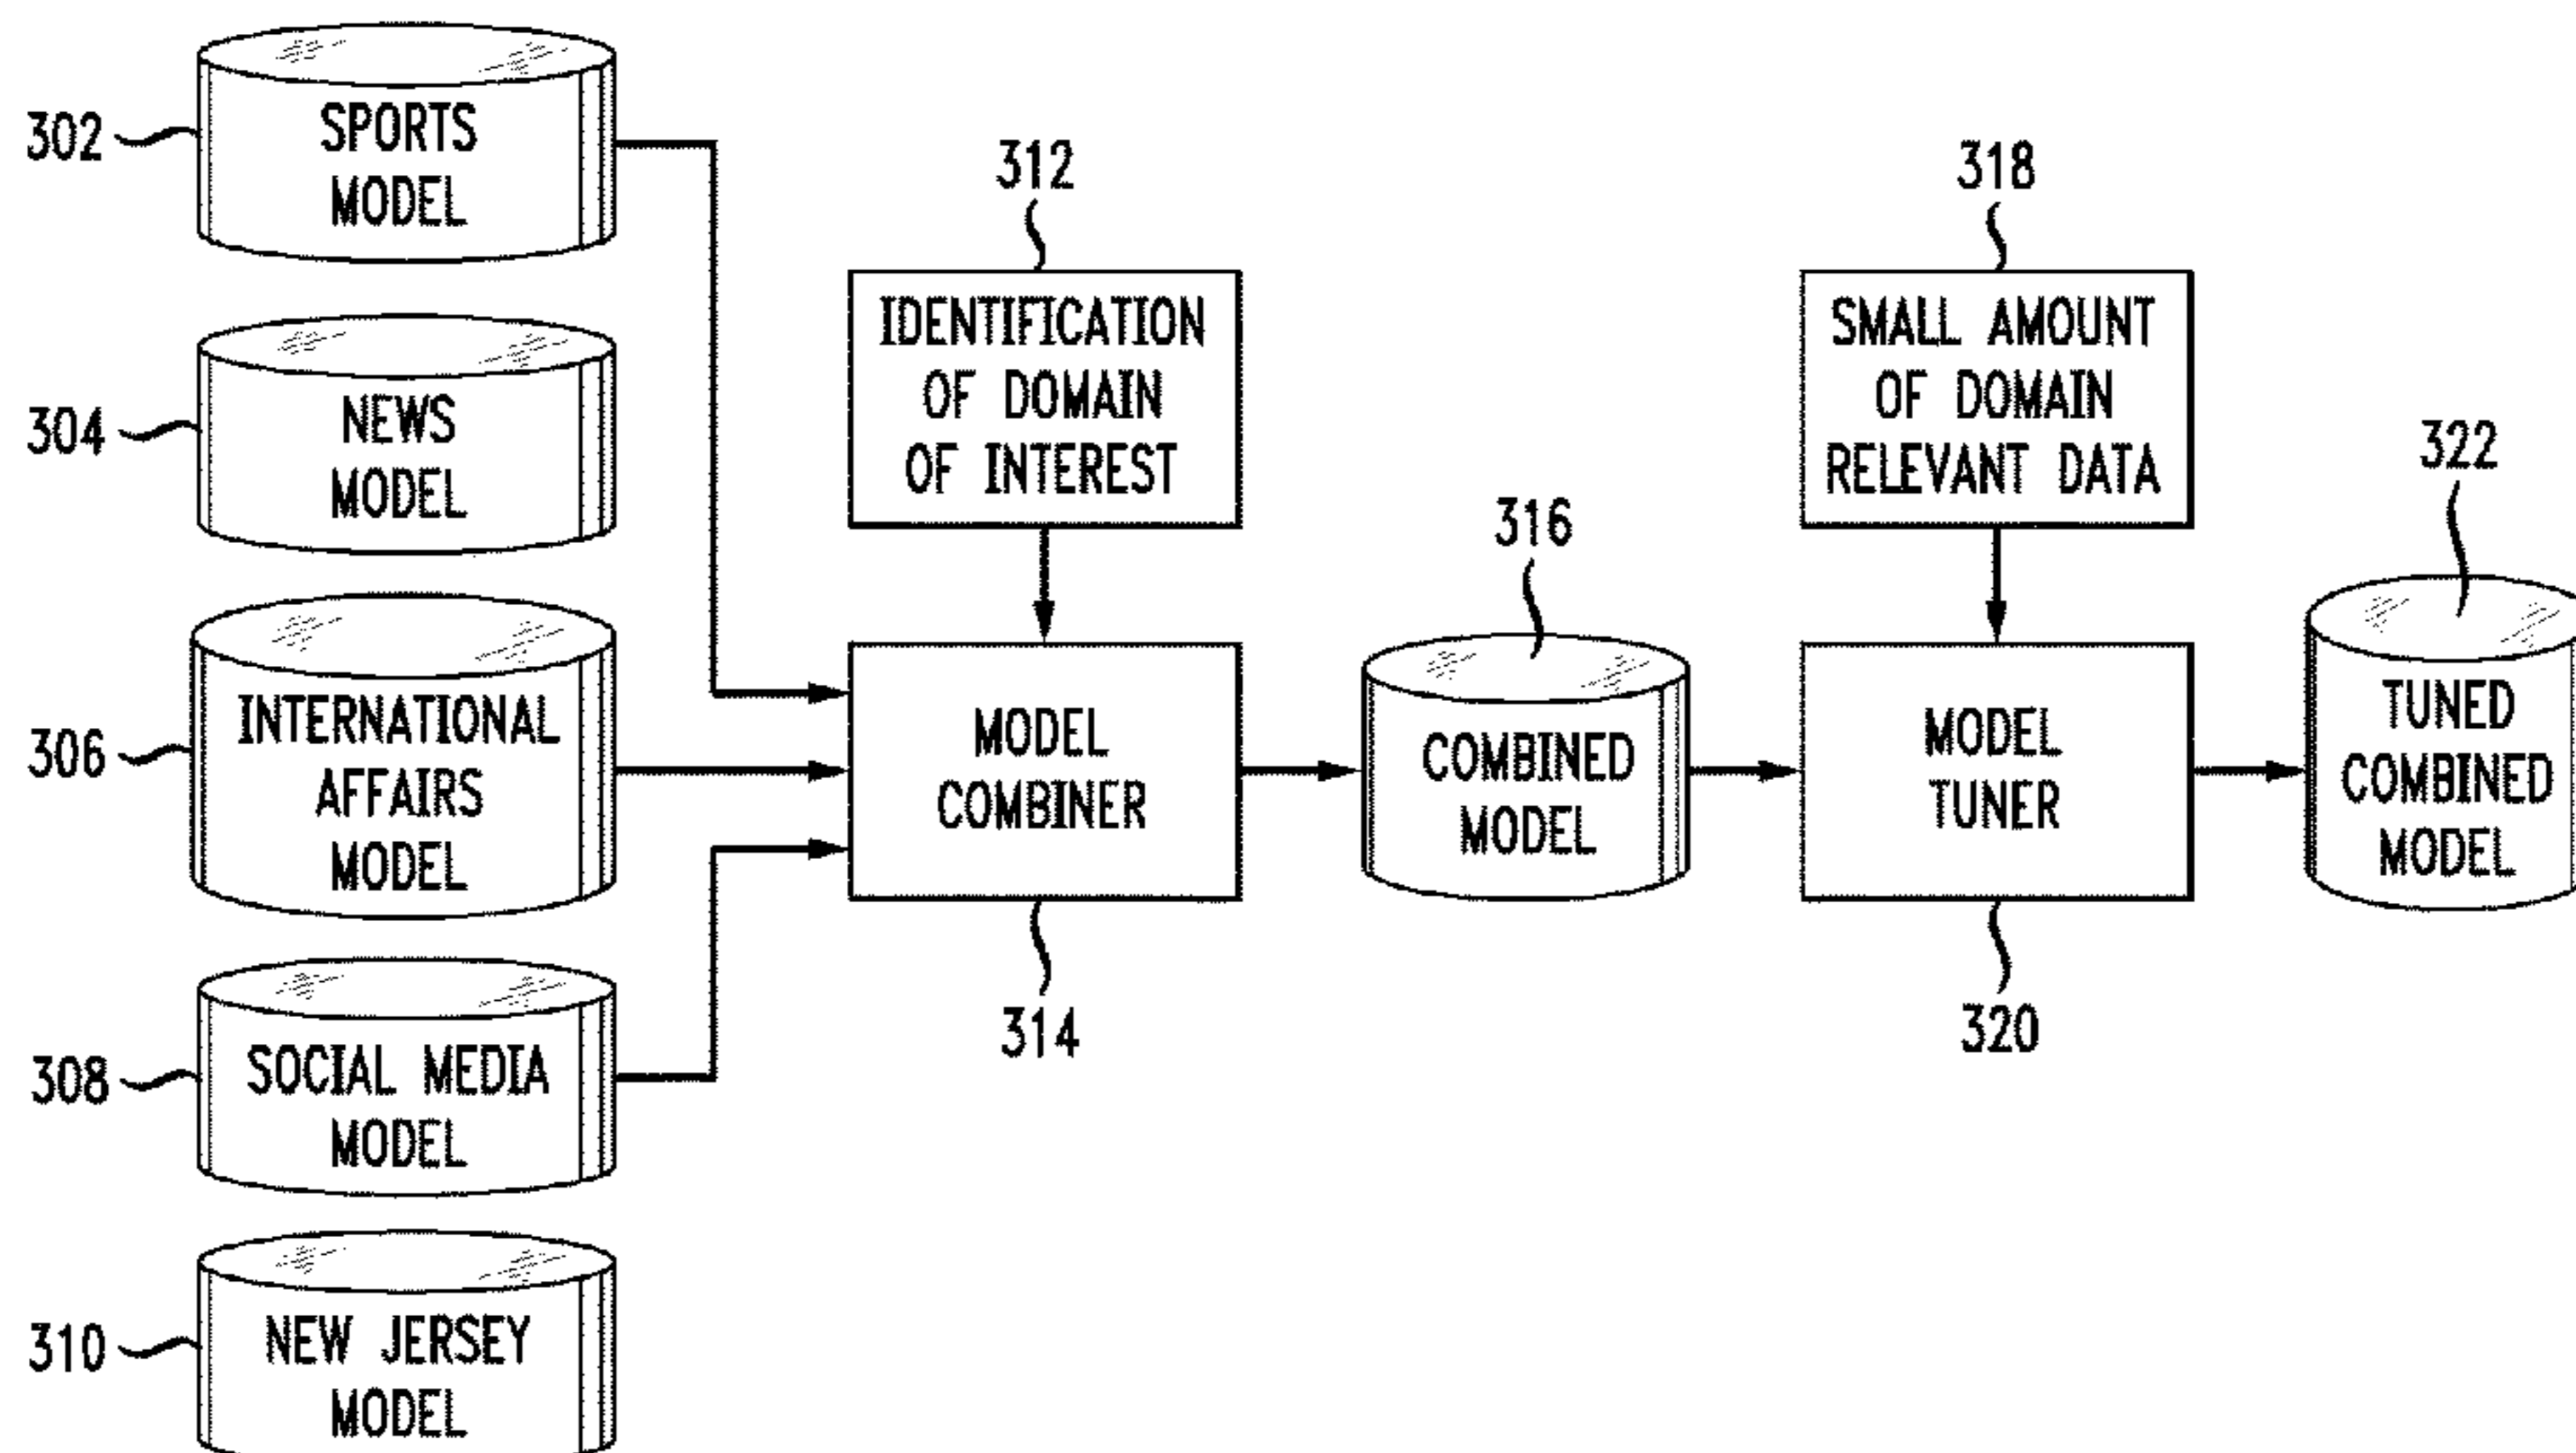 302
SPORTS
MODEL
304
NEWS
MODEL
306
INTERNATIONAL
AFFAIRS
MODEL
308
SOCIAL MEDIA
MODEL
310
NEW JERSEY
MODEL
312
IDENTIFICATION
OF DOMAIN
OF INTEREST
MODEL
COMBINER
314
316
COMBINED
MODEL
318
SMALL AMOUNT
OF DOMAIN
RELEVANT DATA
MODEL
TUNER
320
322
TUNED
COMBINED
MODEL